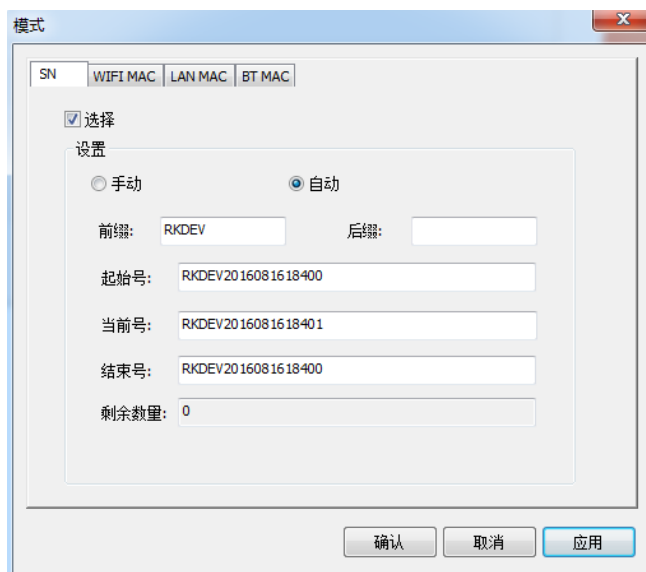 模式
SN WIFI MAC LAN MAC BT MAC
选择
设置
手动 自动
前缀: RKDEV 后缀:
起始号: RKDEV2016081618400
当前号: RKDEV2016081618401
结束号: RKDEV2016081618400
剩余数量: 0
确认 取消 应用